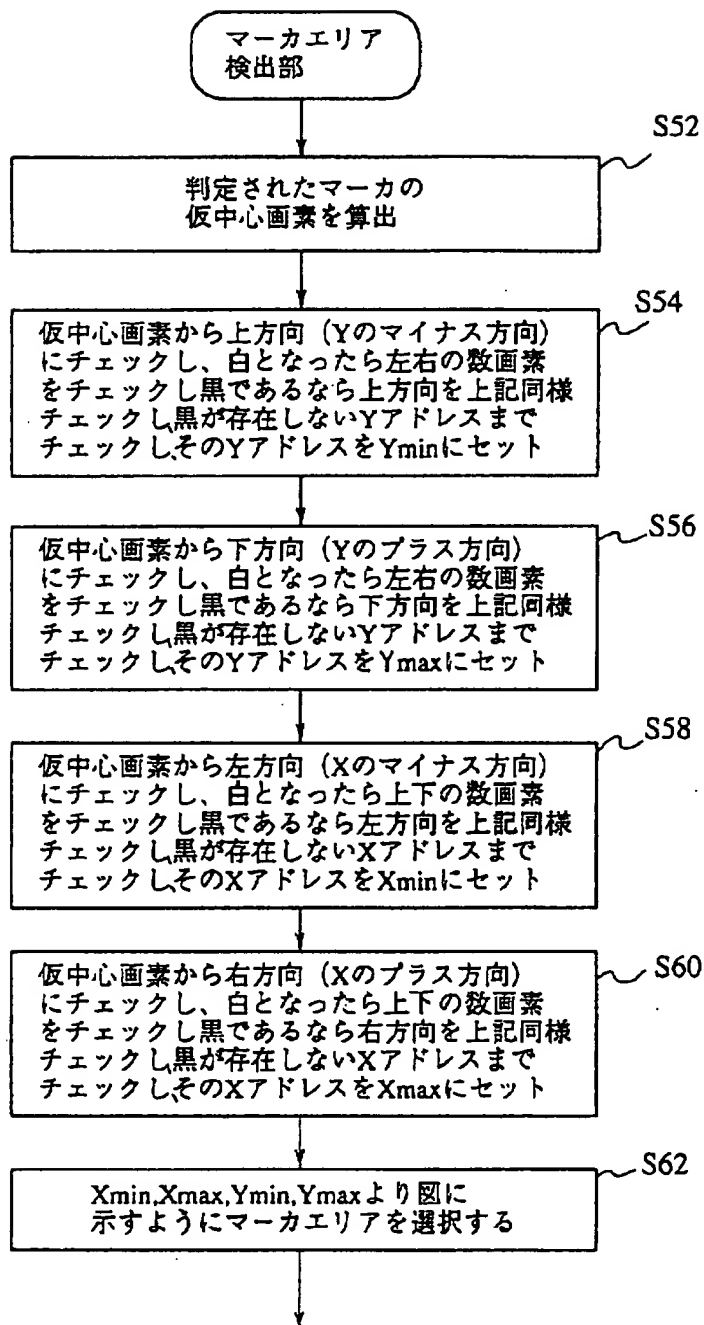 マーカエリア
検出部
S52
判定されたマーカの
仮中心画素を算出
S54
仮中心画素から上方向（Yのマイナス方向）
にチェックし、白となったら左右の数画素
をチェックし黒であるなら上方向を上記同様
チェックし、黒が存在しないYアドレスまで
チェックし、そのYアドレスをYminにセット
S56
仮中心画素から下方向（Yのプラス方向）
にチェックし、白となったら左右の数画素
をチェックし黒であるなら下方向を上記同様
チェックし、黒が存在しないYアドレスまで
チェックし、そのYアドレスをYmaxにセット
S58
仮中心画素から左方向（Xのマイナス方向）
にチェックし、白となったら上下の数画素
をチェックし黒であるなら左方向を上記同様
チェックし、黒が存在しないXアドレスまで
チェックし、そのXアドレスをXminにセット
S60
仮中心画素から右方向（Xのプラス方向）
にチェックし、白となったら上下の数画素
をチェックし黒であるなら右方向を上記同様
チェックし、黒が存在しないXアドレスまで
チェックし、そのXアドレスをXmaxにセット
S62
Xmin,Xmax,Ymin,Ymaxより図に
示すようにマーカエリアを選択する